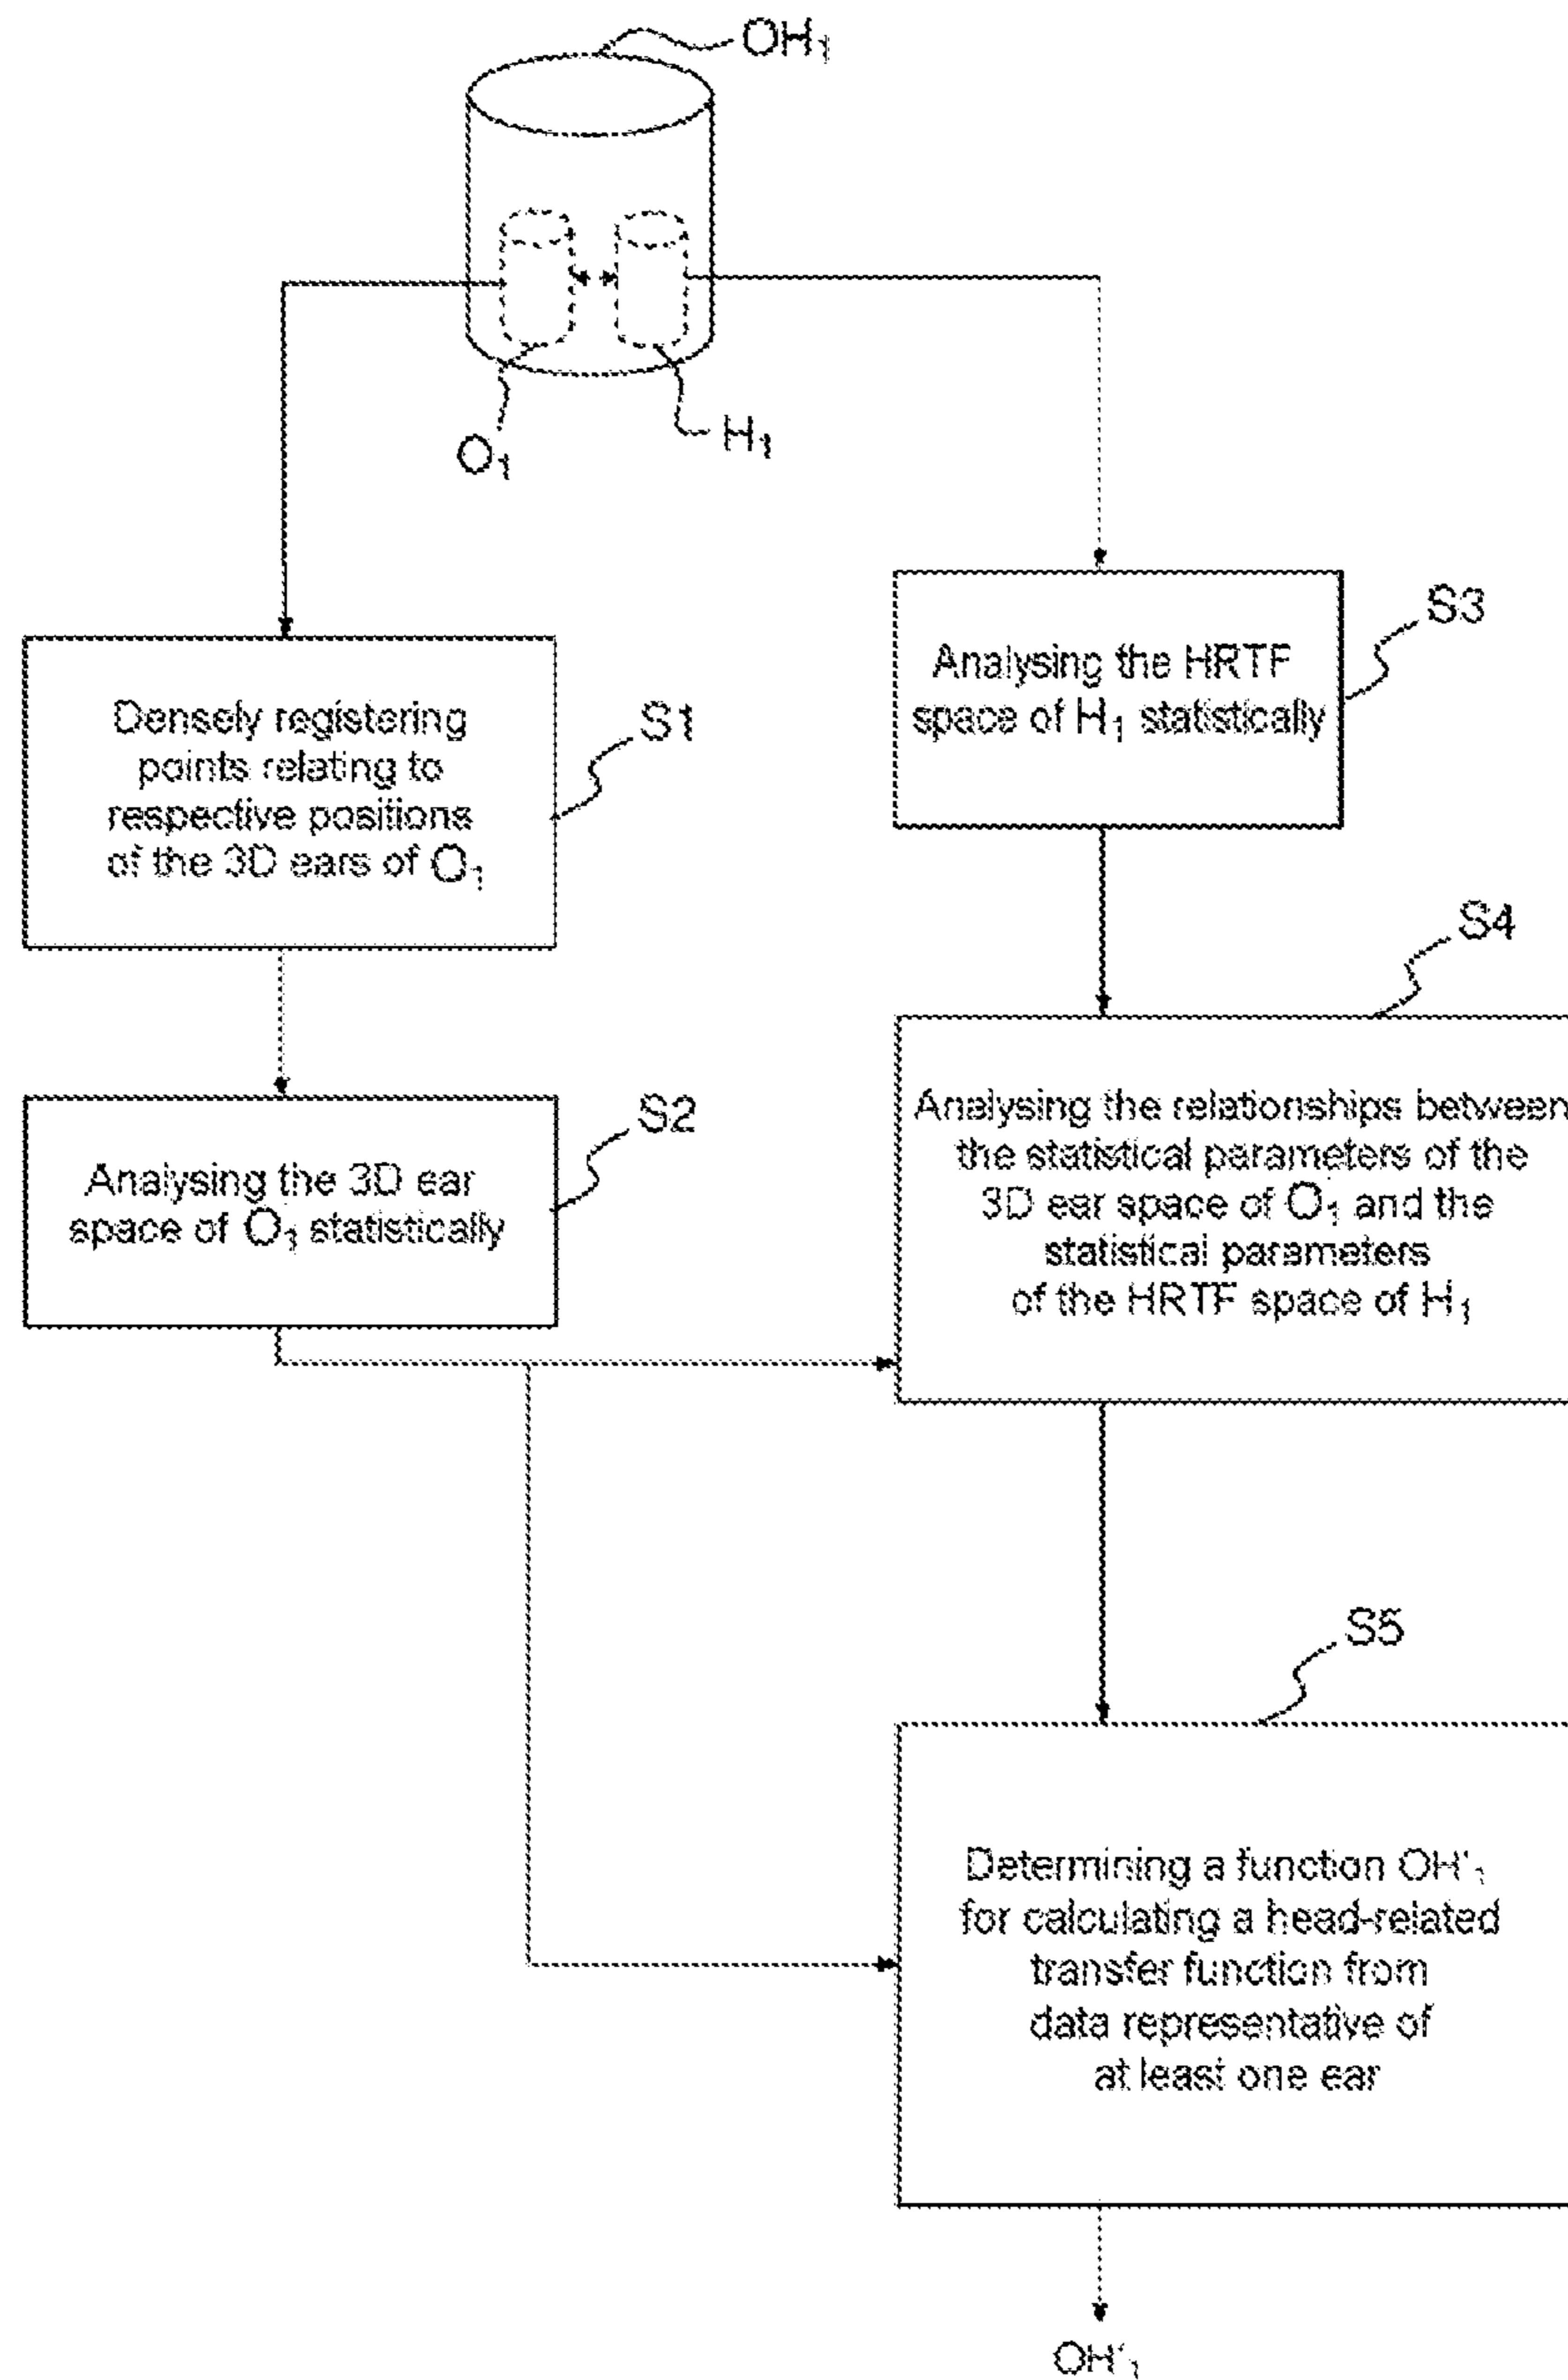 OH₁
O₁
H₁
S3
Analysing the HRTF
space of H₁ statistically
S1
Densely registering
points relating to
respective positions
of the 3D ears of O₁
S4
Analysing the relationships between
the statistical parameters of the
3D ear space of O₁ and the
statistical parameters
of the HRTF space of H₁
S2
Analysing the 3D ear
space of O₁ statistically
S5
Determining a function OH'₁
for calculating a head-related
transfer function from
data representative of
at least one ear
OH'₁